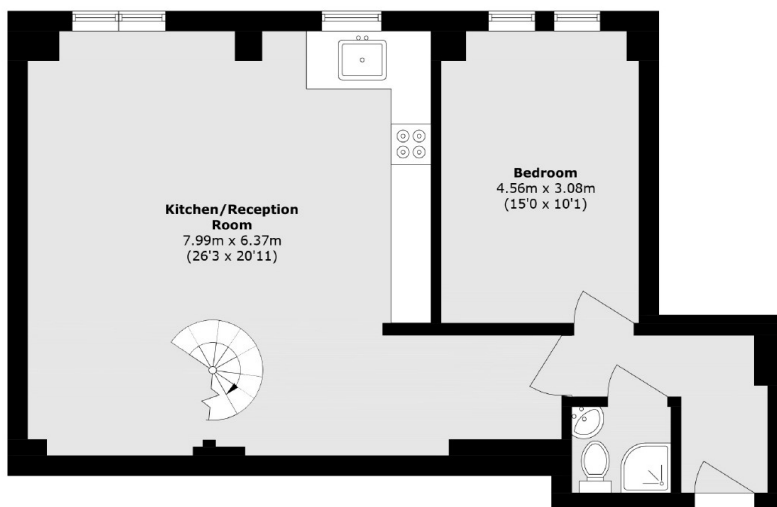 Kitchen/Reception
Room
7.99m x 6.37m
(26'3 x 20'11)
Bedroom
4.56m x 3.08m
(15'0 x 10'1)